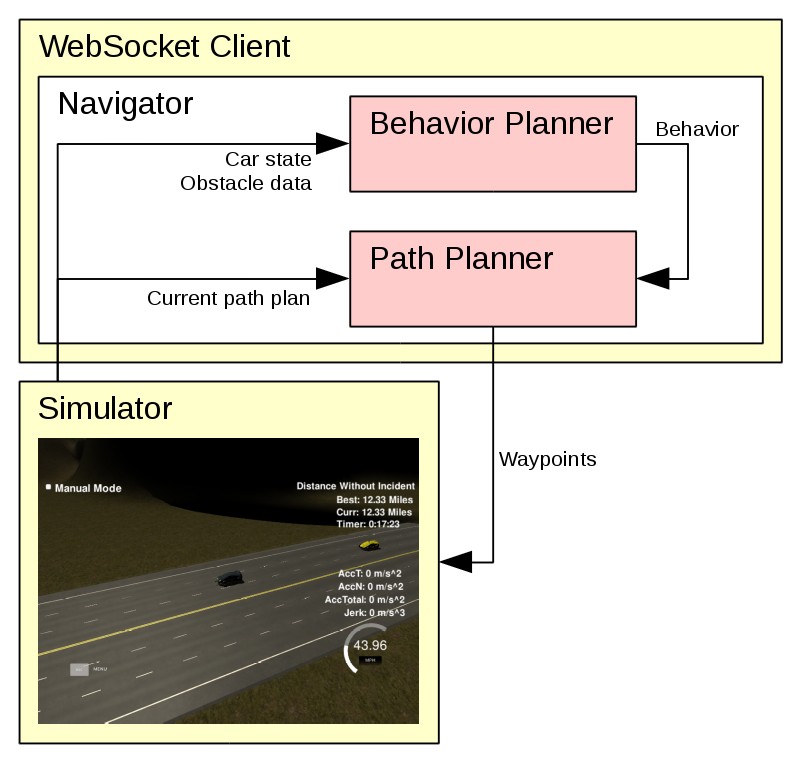 WebSocket Client
Navigator
Behavior Planner
Behavior
Car state
Obstacle data
Path Planner
Current path plan
Simulator
Waypoints
Manual Mode
Distance Without Incident
Best: 12.33 Miles
Curr: 12.33 Miles
Timer: 0:17:23
AccT: 0 m/s^2
AccN: 0 m/s^2
AccTotal: 0 m/s^2
Jerk: 0 m/s^3
43.96
MPH
MENU